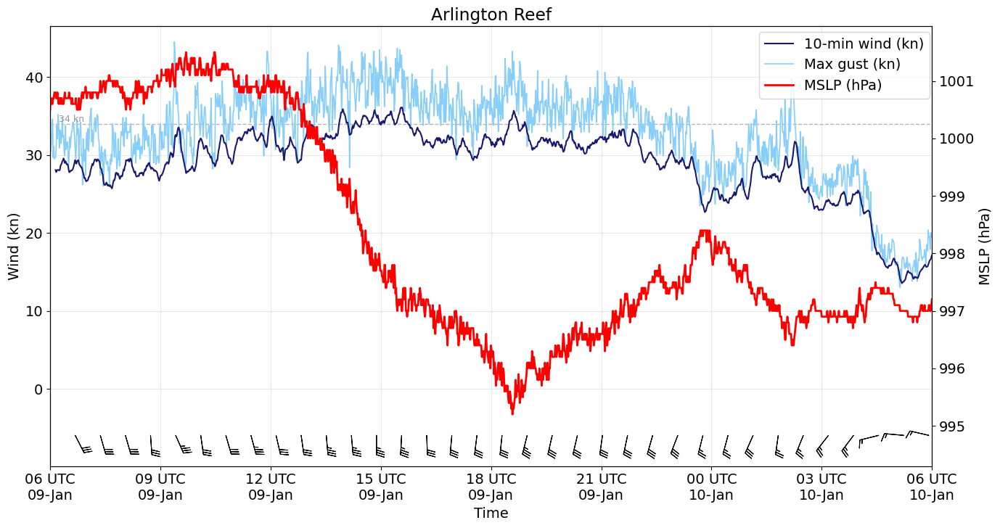 Arlington Reef
10-min wind (kn)
Max gust (kn)
MSLP (hPa)
34 kn
Wind (kn)
40
30
20
10
0
1001
1000
999
998
997
996
995
MSLP (hPa)
06 UTC 09 UTC 12 UTC 15 UTC 18 UTC 21 UTC 00 UTC 03 UTC 06 UTC
09-Jan 09-Jan 09-Jan 09-Jan 09-Jan 09-Jan 10-Jan 10-Jan 10-Jan
Time